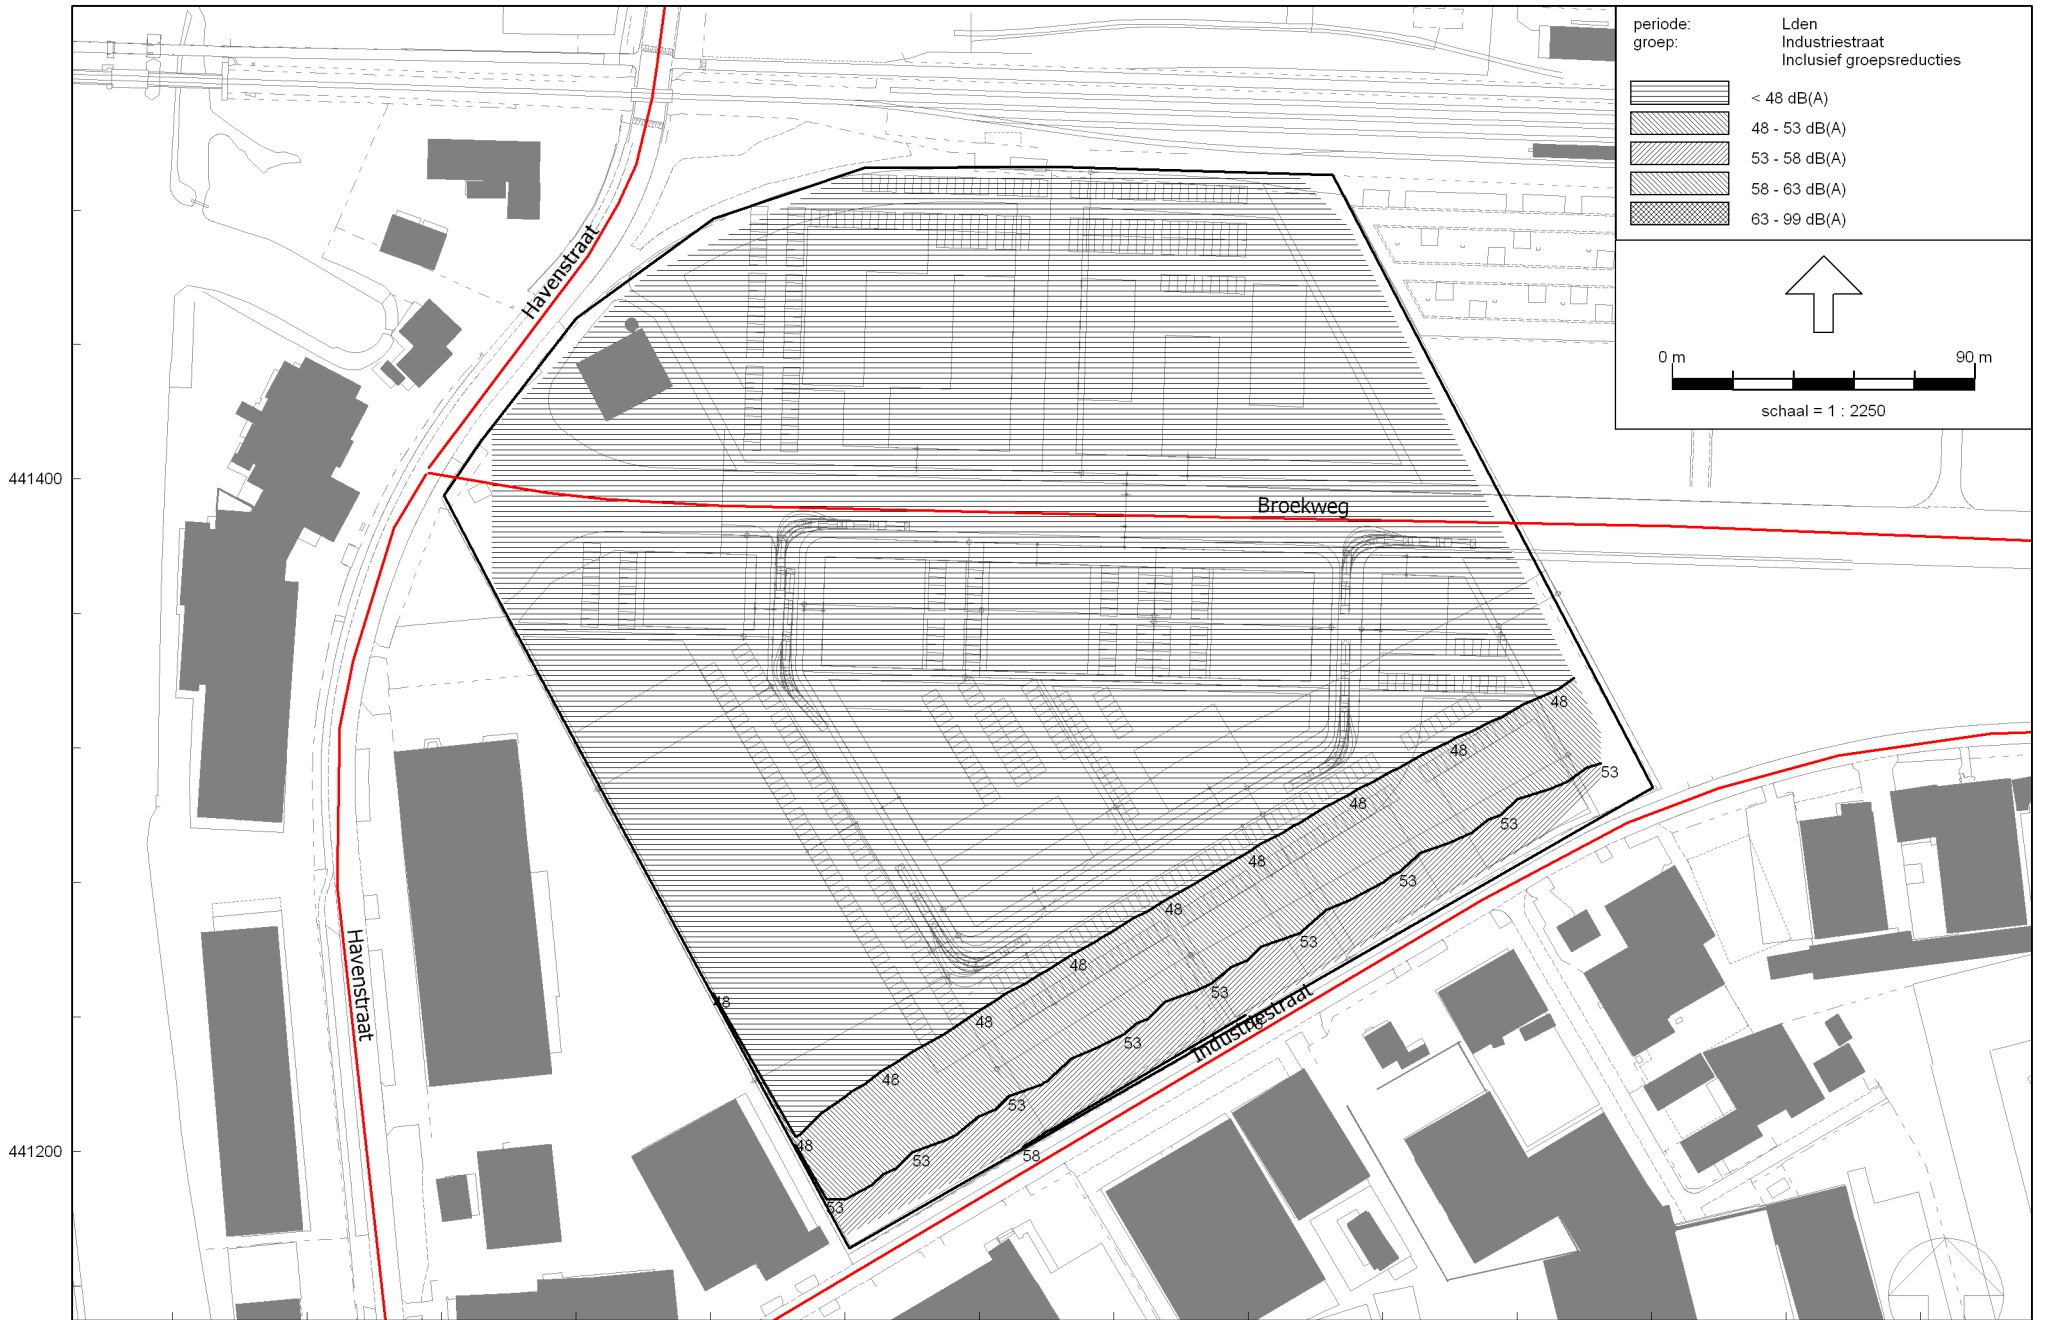 periode: Lden
groep: Industriestraat
Inclusief groepsreducties
< 48 dB(A)
48 - 53 dB(A)
53 - 58 dB(A)
58 - 63 dB(A)
63 - 99 dB(A)
0 m 90 m
schaal = 1 : 2250
Havenstraat
441400
Broekweg
48
48
53
48
53
48
53
48
53
Havenstraat
48
53
48
53
48
Industriestraat
53
48
53
48
58
53
441200
53